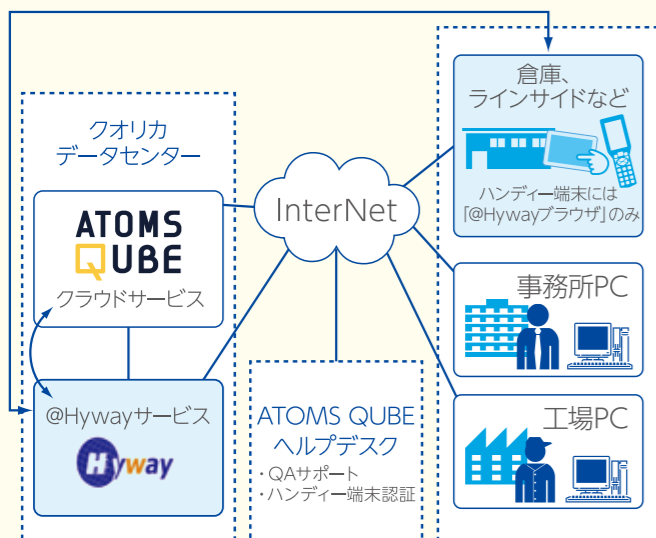 クオリカ
データセンター
ATOMS
QUBE
クラウドサービス
@Hywayサービス
Hyway
InterNet
ATOMS QUBE
ヘルプデスク
・QAサポート
・ハンディー端末認証
倉庫、
ラインサイドなど
ハンディー端末には
『@Hywayブラウザ』のみ
事務所PC
工場PC